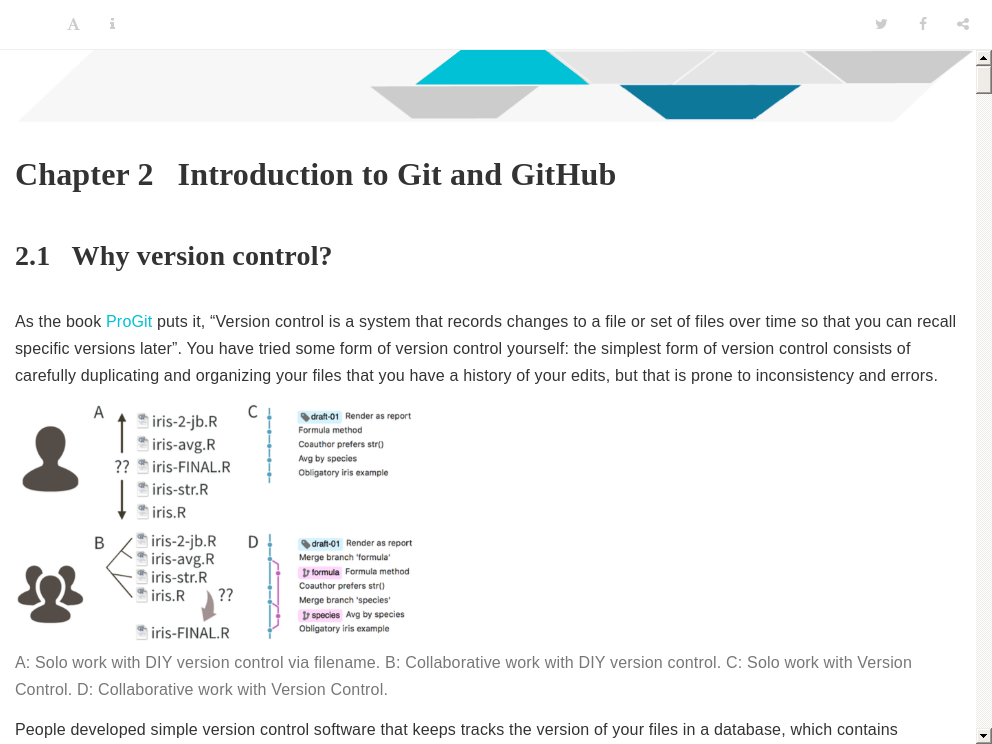 Chapter 2 Introduction to Git and GitHub
2.1 Why version control?
As the book ProGit puts it, “Version control is a system that records changes to a file or set of files over time so that you can recall
specific versions later”. You have tried some form of version control yourself: the simplest form of version control consists of
carefully duplicating and organizing your files that you have a history of your edits, but that is prone to inconsistency and errors.
A
iris-2-jb.R
iris-avg.R
?? iris-FINAL.R
iris-str.R
iris.R
C
draft-01 Render as report
Formula method
Coauthor prefers str()
Avg by species
Obligatory iris example
B
iris-2-jb.R
iris-avg.R
iris-str.R
iris.R ??
iris-FINAL.R
D
draft-01 Render as report
Merge branch 'formula'
formula Formula method
Coauthor prefers str()
Merge branch 'species'
species Avg by species
Obligatory iris example
A: Solo work with DIY version control via filename. B: Collaborative work with DIY version control. C: Solo work with Version
Control. D: Collaborative work with Version Control.
People developed simple version control software that keeps tracks the version of your files in a database, which contains